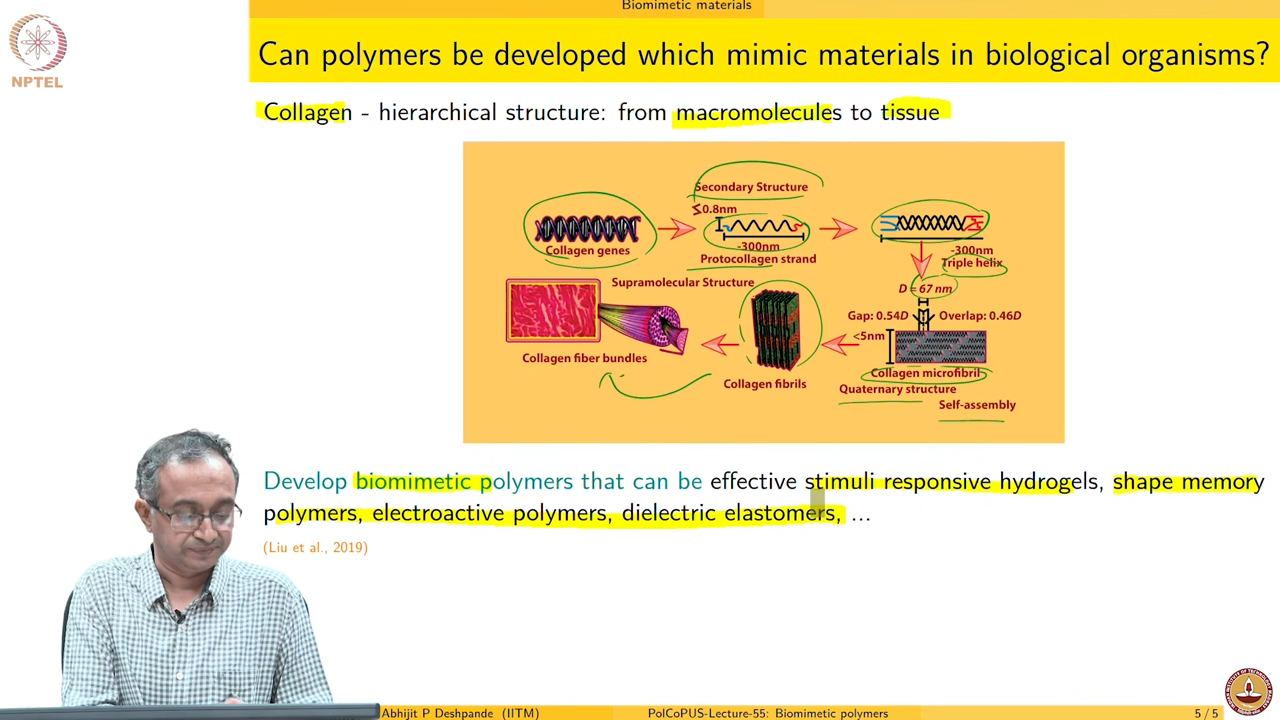 Biomimetic materials
NPTEL
Can polymers be developed which mimic materials in biological organisms?
Collagen - hierarchical structure: from macromolecules to tissue
Secondary Structure
≤0.8nm
Collagen genes
-300nm
Protocollagen strand
-300nm
Triple helix
D = 67 nm
Supramolecular Structure
Gap: 0.54D
Overlap: 0.46D
<5nm
Collagen fiber bundles
Collagen fibrils
Collagen microfibril
Quaternary structure
Self-assembly
Develop biomimetic polymers that can be effective stimuli responsive hydrogels, shape memory
polymers, electroactive polymers, dielectric elastomers, ...
(Liu et al., 2019)
Abhijit P Deshpande (IITM)
PolCoPUS-Lecture-55: Biomimetic polymers
5 / 5